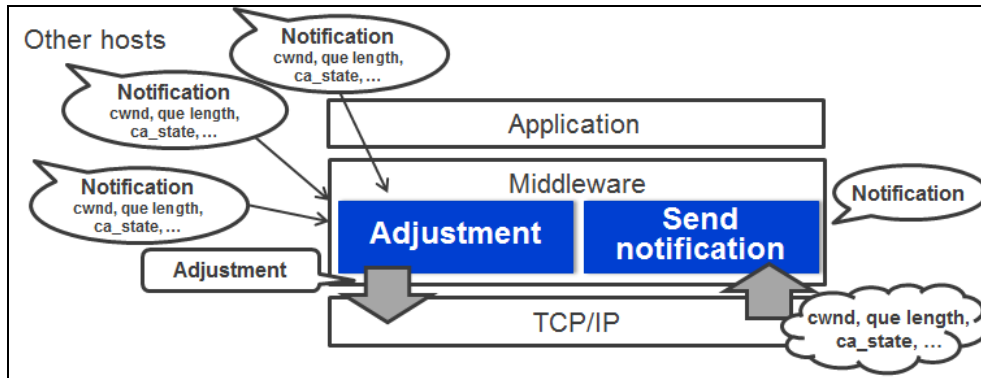 Other hosts
Notification
cwnd, que length,
ca_state, ...
Notification
cwnd, que length,
ca_state, ...
Notification
cwnd, que length,
ca_state, ...
Application
Middleware
Adjustment
Send
notification
Notification
Adjustment
TCP/IP
cwnd, que length,
ca_state, ...